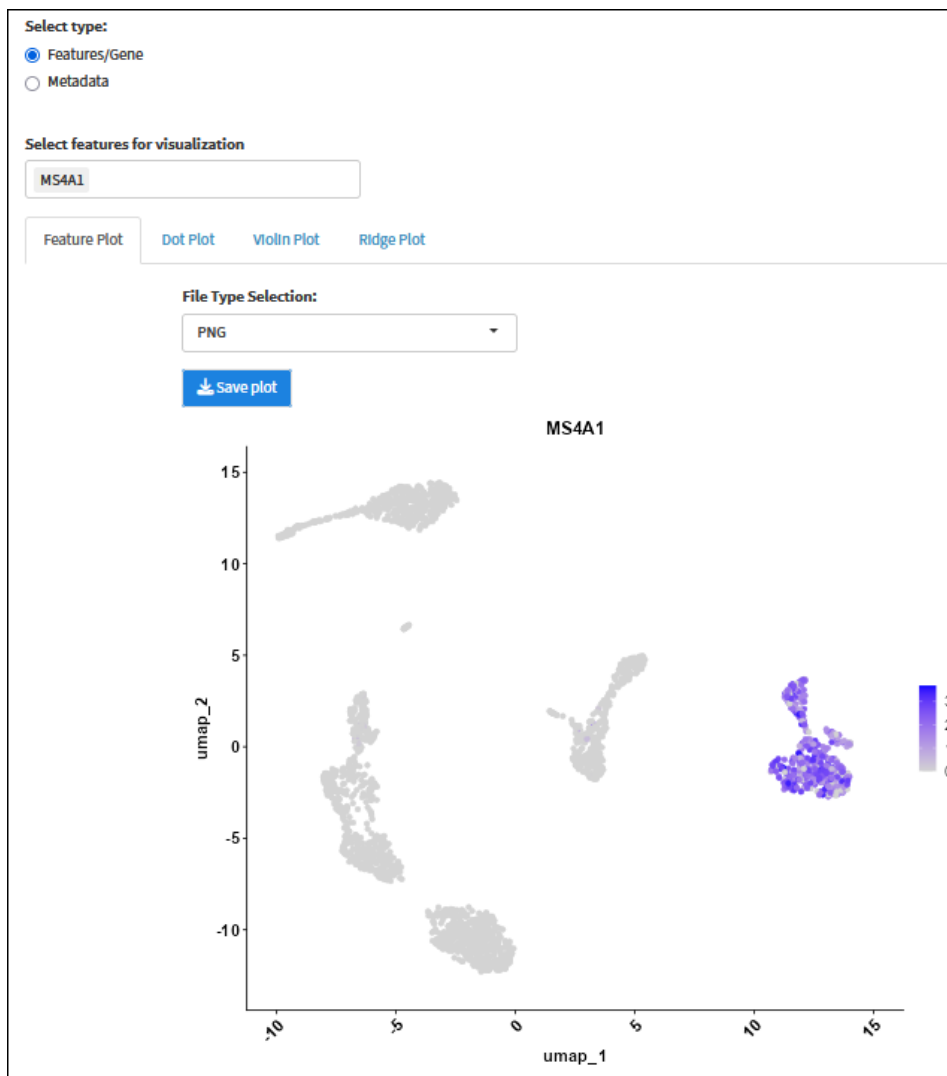 Select type:
Features/Gene
Metadata
Select features for visualization
MS4A1
Feature Plot Dot Plot Violin Plot Ridge Plot
File Type Selection:
PNG
Save plot
MS4A1
15
10
5
0
-5
-10
umap_2
3
2
-10 -5 0 5 10 15
umap_1